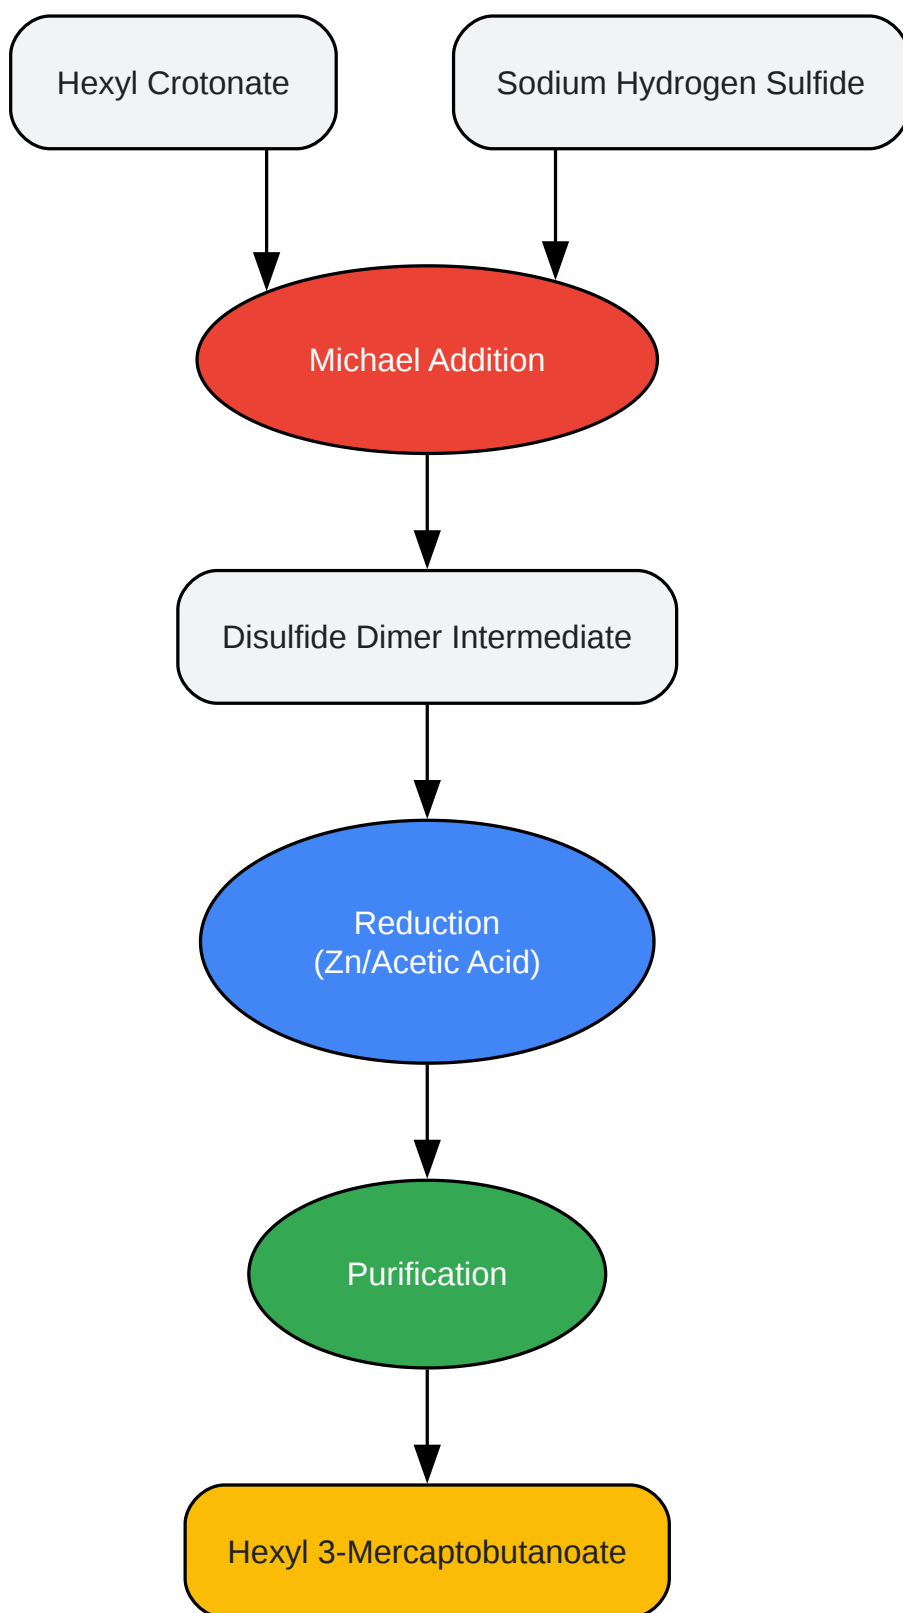 Hexyl Crotonate
Sodium Hydrogen Sulfide
Michael Addition
Disulfide Dimer Intermediate
Reduction
(Zn/Acetic Acid)
Purification
Hexyl 3-Mercaptobutanoate